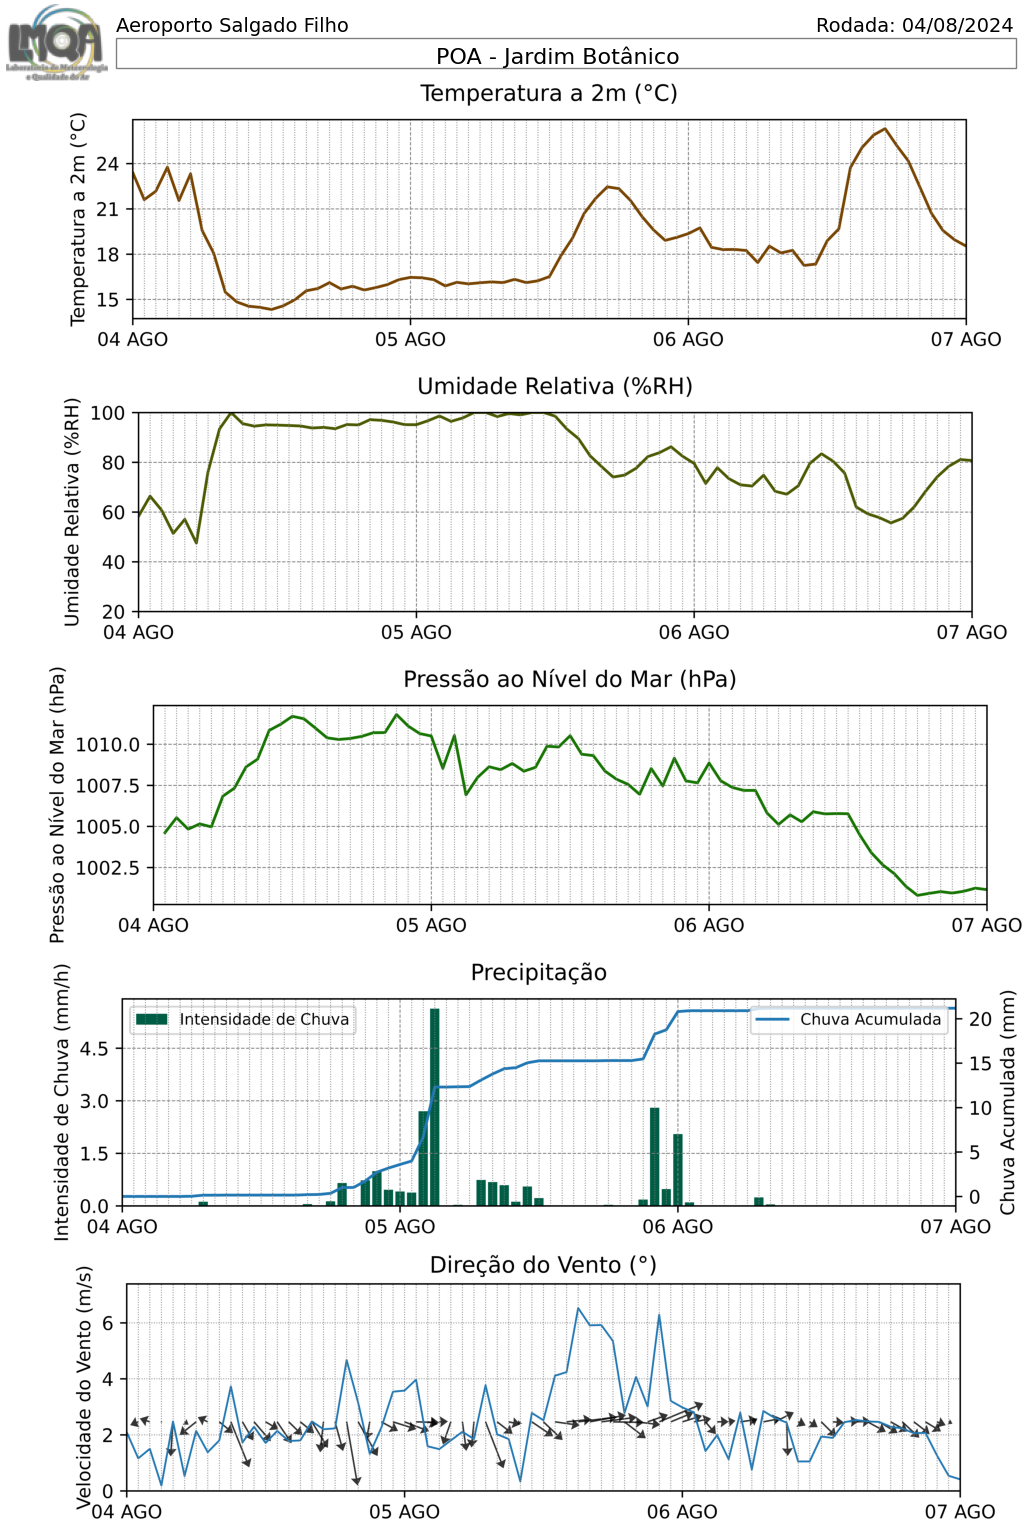 LMQA
Laboratório de Meteorologia
e Qualidade do Ar
Aeroporto Salgado Filho
Rodada: 04/08/2024
POA - Jardim Botânico
Temperatura a 2m (°C)
Temperatura a 2m (°C)
24
21
18
15
04 AGO 05 AGO 06 AGO 07 AGO
Umidade Relativa (%RH)
Umidade Relativa (%RH)
100
80
60
40
20
04 AGO 05 AGO 06 AGO 07 AGO
Pressão ao Nível do Mar (hPa)
Pressão ao Nível do Mar (hPa)
1010.0
1007.5
1005.0
1002.5
04 AGO 05 AGO 06 AGO 07 AGO
Precipitação
Intensidade de Chuva (mm/h)
Intensidade de Chuva
Chuva Acumulada
4.5
3.0
1.5
0.0
20
15
10
5
0
Chuva Acumulada (mm)
04 AGO 05 AGO 06 AGO 07 AGO
Direção do Vento (°)
Velocidade do Vento (m/s)
6
4
2
0
04 AGO 05 AGO 06 AGO 07 AGO